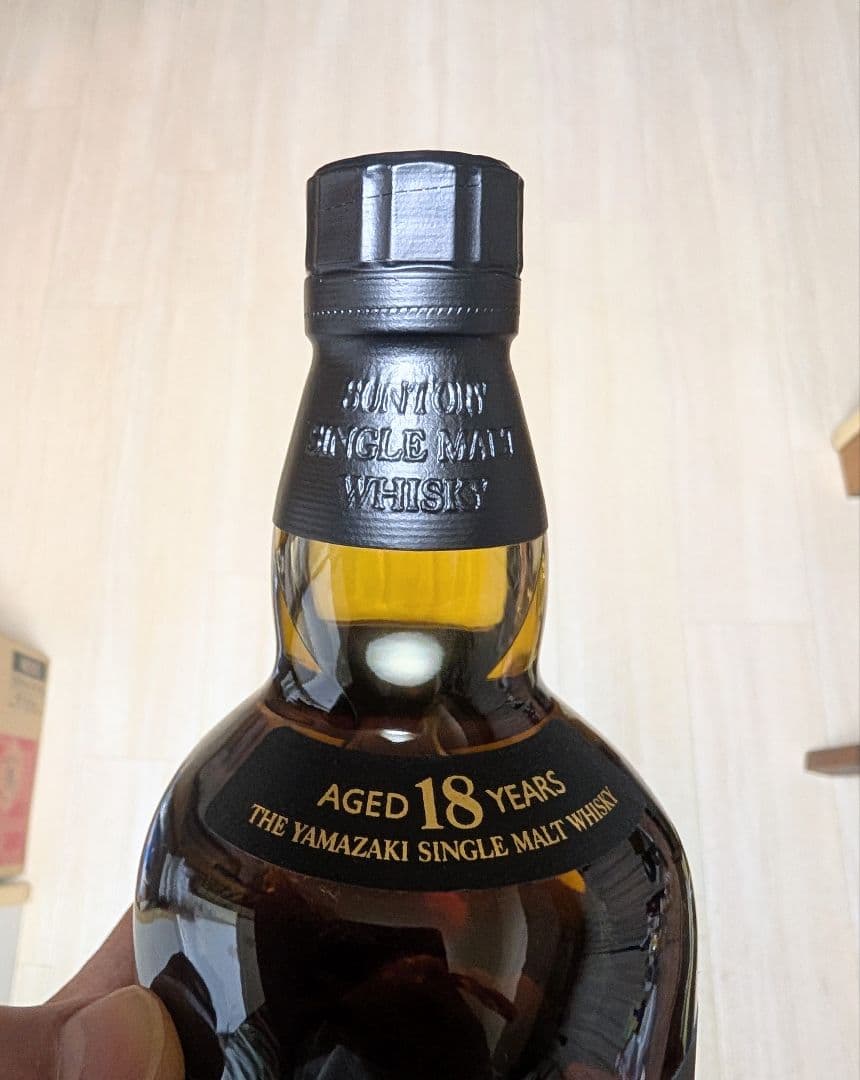 SUNTORY
SINGLE MALT
WHISKY
AGED 18 YEARS
THE YAMAZAKI SINGLE MALT WHISKY